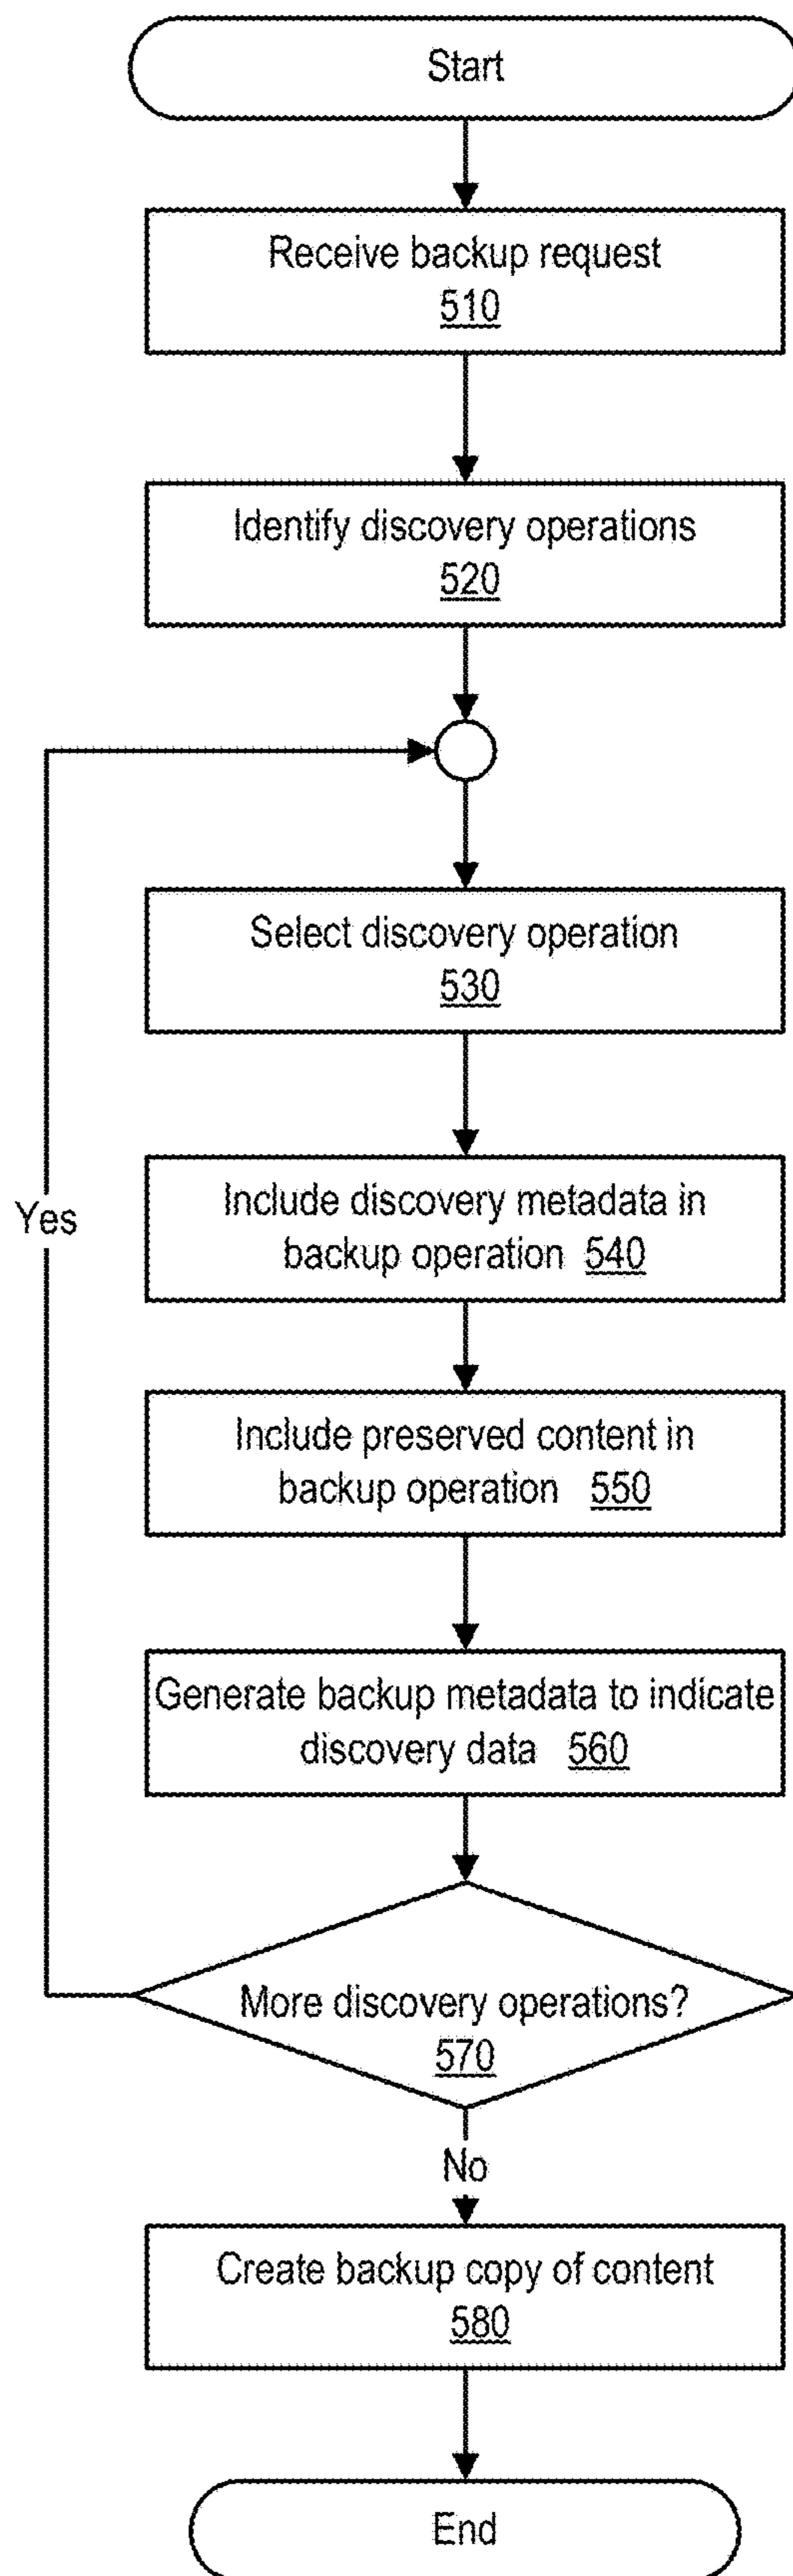 Start
Receive backup request
510
Identify discovery operations
520
Select discovery operation
530
Include discovery metadata in
backup operation 540
Yes
Include preserved content in
backup operation 550
Generate backup metadata to indicate
discovery data 560
More discovery operations?
570
No
Create backup copy of content
580
End